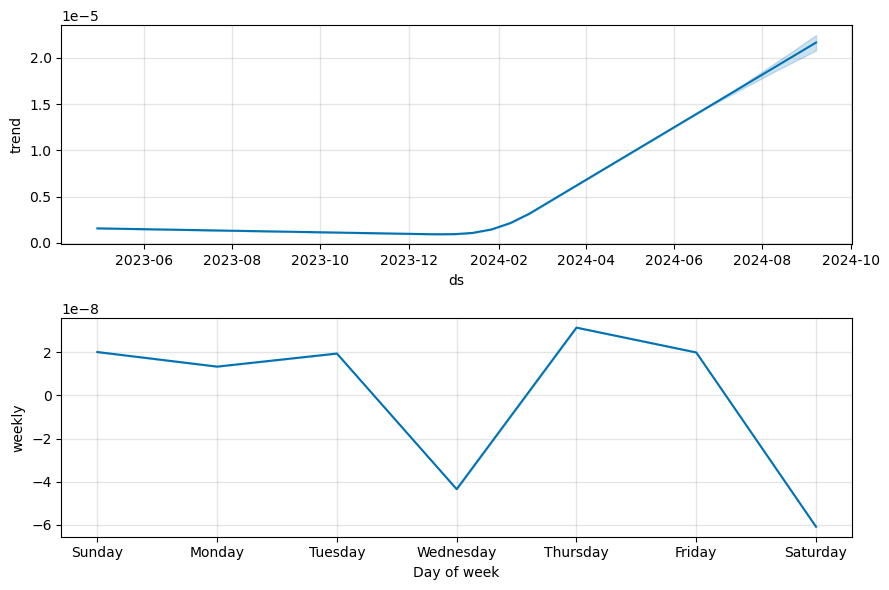 1e−5
2.0
1.5
1.0
0.5
0.0
trend
2023-06 2023-08 2023-10 2023-12 2024-02 2024-04 2024-06 2024-08 2024-10
ds
1e−8
2
0
−2
−4
−6
weekly
Sunday Monday Tuesday Wednesday Thursday Friday Saturday
Day of week